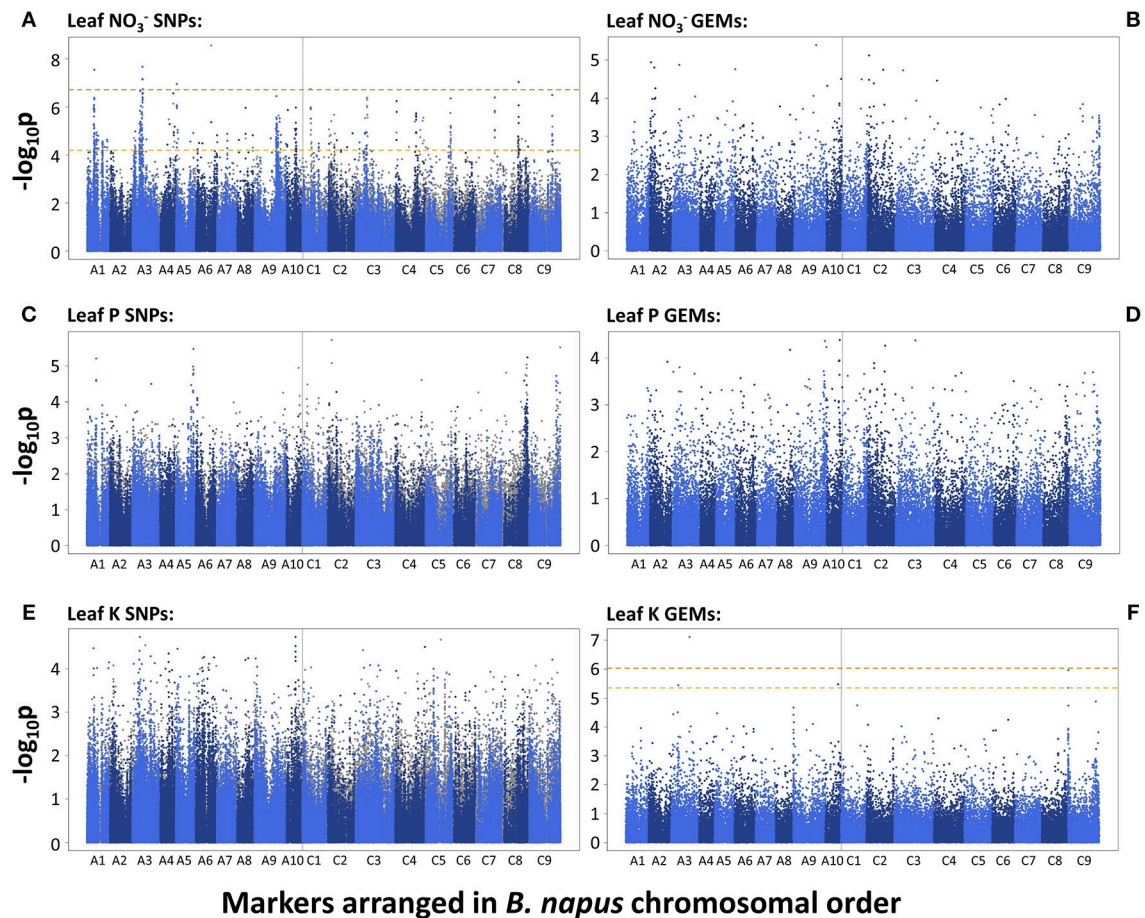 A Leaf NO3- SNPs:
8
6
4
2
0
A1 A2 A3 A4 A5 A6 A7 A8 A9 A10 C1 C2 C3 C4 C5 C6 C7 C8 C9
-log10p
Leaf NO3- GEMs: B
5
4
3
2
1
0
A1 A2 A3 A4 A5 A6 A7 A8 A9 A10 C1 C2 C3 C4 C5 C6 C7 C8 C9
C Leaf P SNPs:
5
4
3
2
1
0
A1 A2 A3 A4 A5 A6 A7 A8 A9 A10 C1 C2 C3 C4 C5 C6 C7 C8 C9
-log10p
Leaf P GEMs: D
4
3
2
1
0
A1 A2 A3 A4 A5 A6 A7 A8 A9 A10 C1 C2 C3 C4 C5 C6 C7 C8 C9
E Leaf K SNPs:
4
3
2
1
0
A1 A2 A3 A4 A5 A6 A7 A8 A9 A10 C1 C2 C3 C4 C5 C6 C7 C8 C9
-log10p
Leaf K GEMs: F
7
6
5
4
3
2
1
0
A1 A2 A3 A4 A5 A6 A7 A8 A9 A10 C1 C2 C3 C4 C5 C6 C7 C8 C9
Markers arranged in B. napus chromosomal order